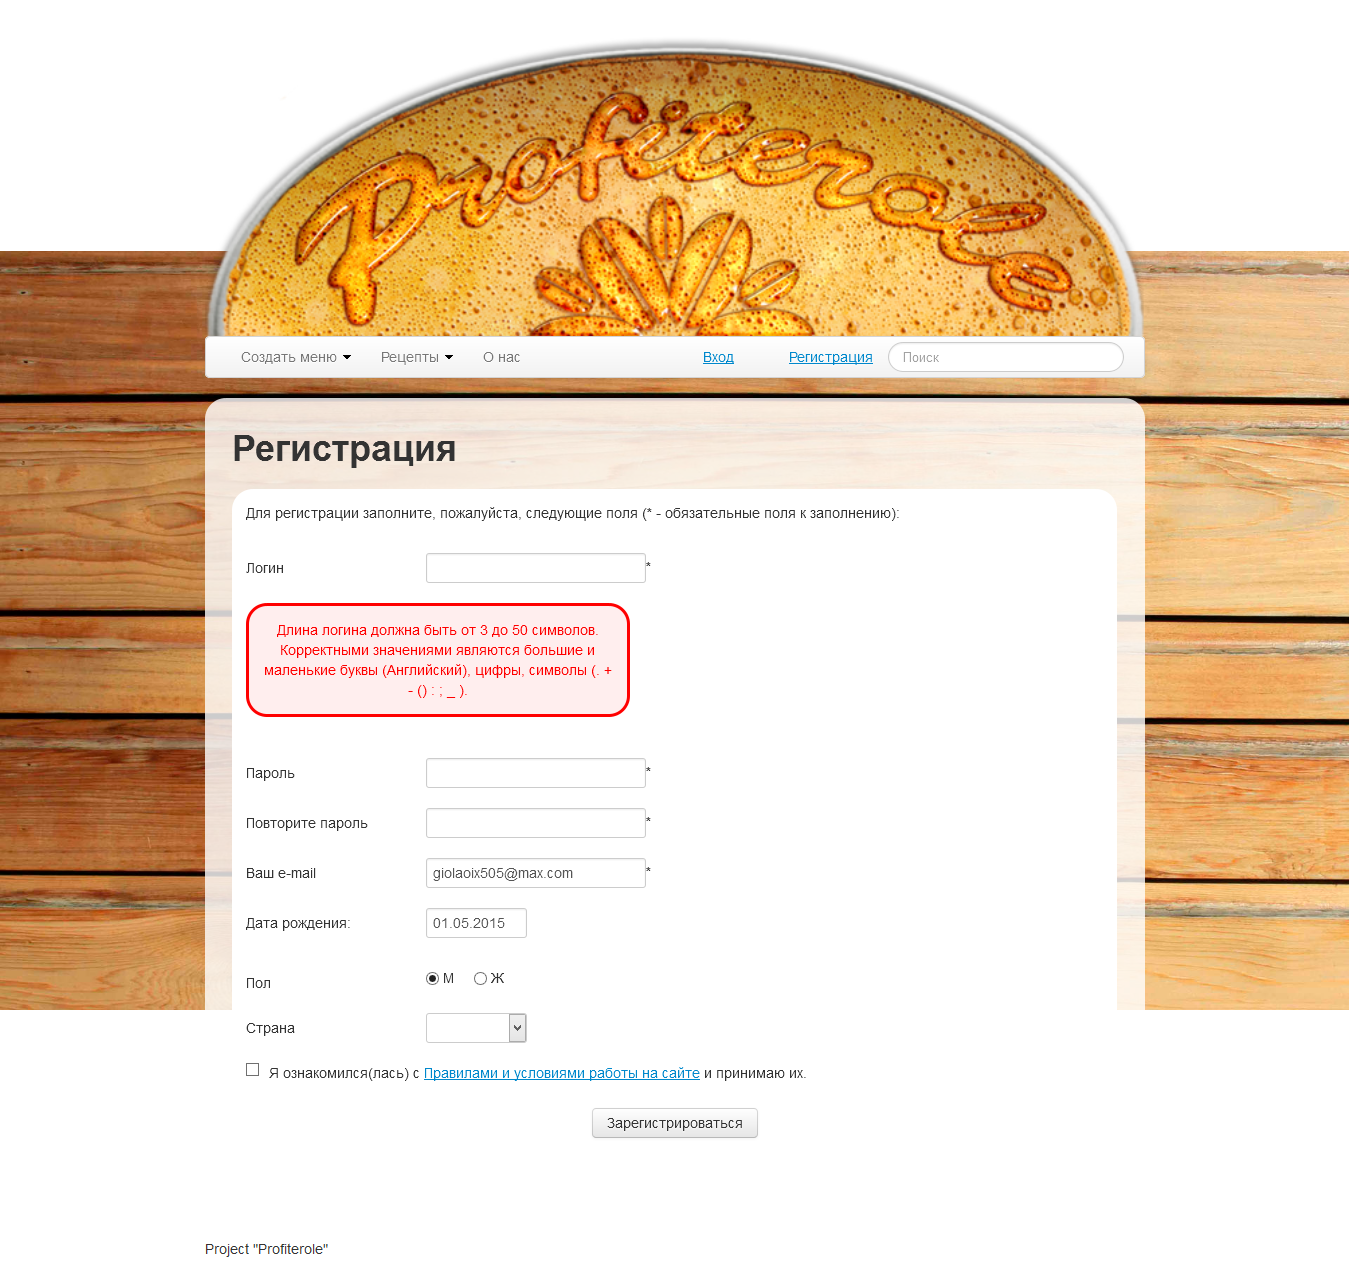 Profiterole
Создать меню
Рецепты
О нас
Вход
Регистрация
Поиск
Регистрация
Для регистрации заполните, пожалуйста, следующие поля (* - обязательные поля к заполнению):
Логин
*
Длина логина должна быть от 3 до 50 символов.
Корректными значениями являются большие и
маленькие буквы (Английский), цифры, символы (. +
- () : ; _ ).
Пароль
*
Повторите пароль
*
Ваш e-mail
giolaoix505@max.com
*
Дата рождения:
01.05.2015
Пол
М
Ж
Страна
Я ознакомился(лась) с Правилами и условиями работы на сайте и принимаю их.
Зарегистрироваться
Project "Profiterole"